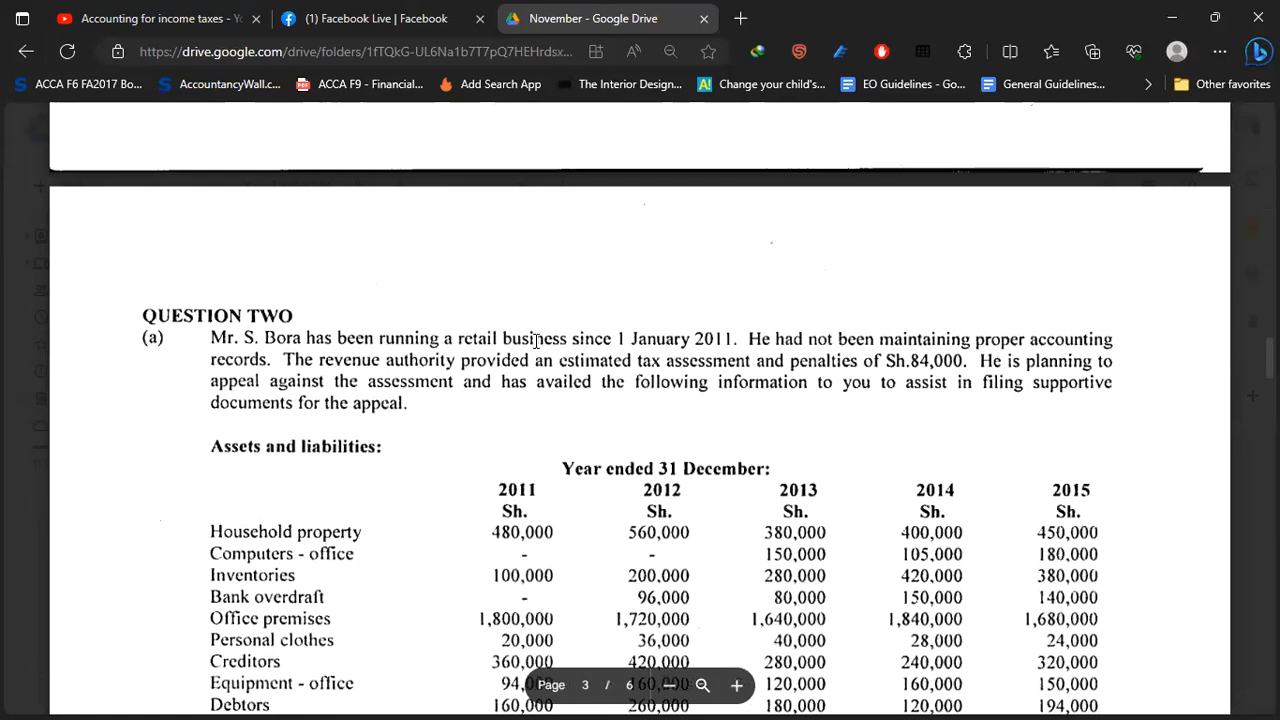 Accounting for income taxes - Yo
(1) Facebook Live | Facebook
November - Google Drive
https://drive.google.com/drive/folders/1fTQkG-UL6Na1b7T7pQ7HEHrdsx...
ACCA F6 FA2017 Bo...
AccountancyWall.c...
ACCA F9 - Financial...
Add Search App
The Interior Design...
Change your child's...
EO Guidelines - Go...
General Guidelines...
Other favorites
QUESTION TWO
(a) Mr. S. Bora has been running a retail business since 1 January 2011. He had not been maintaining proper accounting
records. The revenue authority provided an estimated tax assessment and penalties of Sh.84,000. He is planning to
appeal against the assessment and has availed the following information to you to assist in filing supportive
documents for the appeal.
Assets and liabilities:
Year ended 31 December:
2011 2012 2013 2014 2015
Sh. Sh. Sh. Sh. Sh.
Household property 480,000 560,000 380,000 400,000 450,000
Computers - office - - 150,000 105,000 180,000
Inventories 100,000 200,000 280,000 420,000 380,000
Bank overdraft - 96,000 80,000 150,000 140,000
Office premises 1,800,000 1,720,000 1,640,000 1,840,000 1,680,000
Personal clothes 20,000 36,000 40,000 28,000 24,000
Creditors 360,000 420,000 280,000 240,000 320,000
Equipment - office 120,000 160,000 150,000
Debtors 160,000 260,000 180,000 120,000 194,000
Page 3 / 6